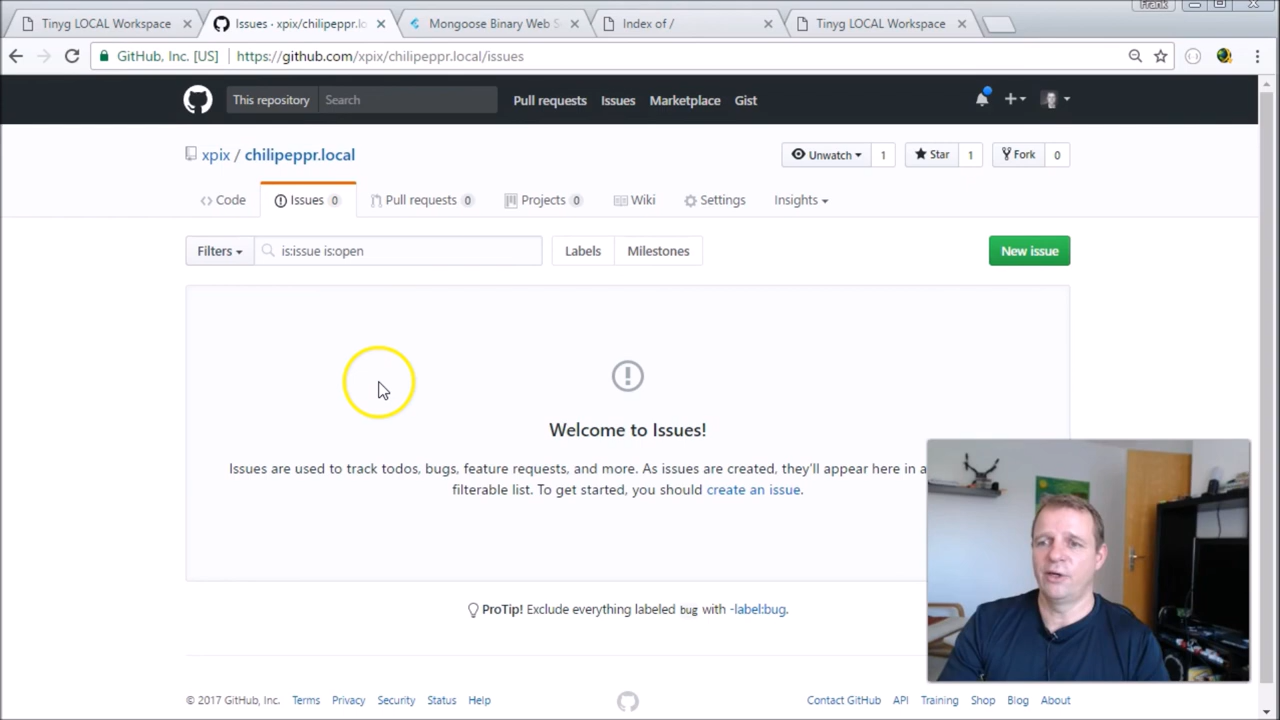 Frank
Tinyg LOCAL Workspace
Issues · xpix/chilipeppr.lo
Mongoose Binary Web S
Index of /
Tinyg LOCAL Workspace
GitHub, Inc. [US] https://github.com/xpix/chilipeppr.local/issues
This repository Search Pull requests Issues Marketplace Gist
xpix / chilipeppr.local
Unwatch 1 Star 1 Fork 0
Code Issues 0 Pull requests 0 Projects 0 Wiki Settings Insights
Filters is:issue is:open Labels Milestones New issue
Welcome to Issues!
Issues are used to track todos, bugs, feature requests, and more. As issues are created, they'll appear here in a
filterable list. To get started, you should create an issue.
ProTip! Exclude everything labeled bug with -label:bug.
© 2017 GitHub, Inc. Terms Privacy Security Status Help Contact GitHub API Training Shop Blog About